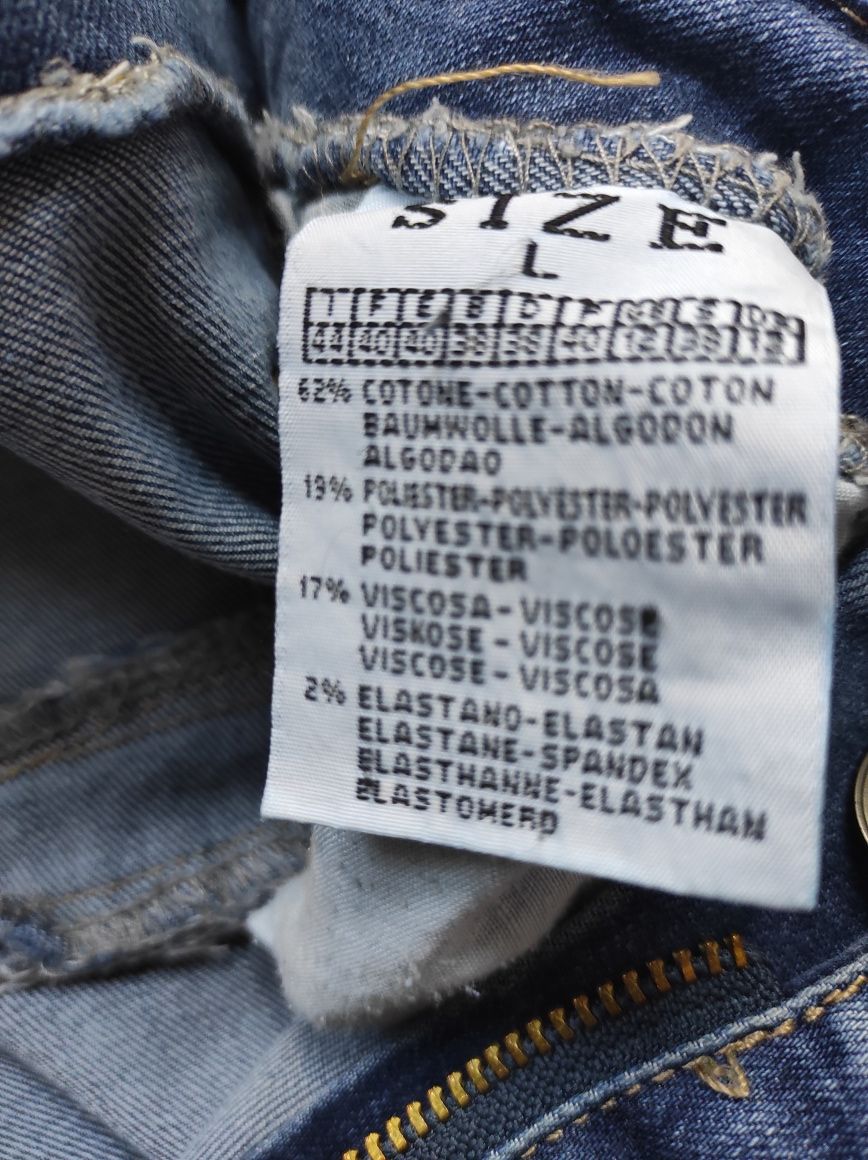 SIZE
L
I F E B D P GB S DK
44 40 40 38 38 40 12 38 12
62% COTONE-COTTON-COTON
BAUMWOLLE-ALGODON
ALGODAO
19% POLIESTER-POLYESTER-POLYESTER
POLYESTER-POLOESTER
POLIESTER
17% VISCOSA-VISCOSE
VISKOSE-VISCOSE
VISCOSE-VISCOSA
2% ELASTANO-ELASTAN
ELASTANE-SPANDEX
ELASTHANNE-ELASTHAN
ELASTOMERO